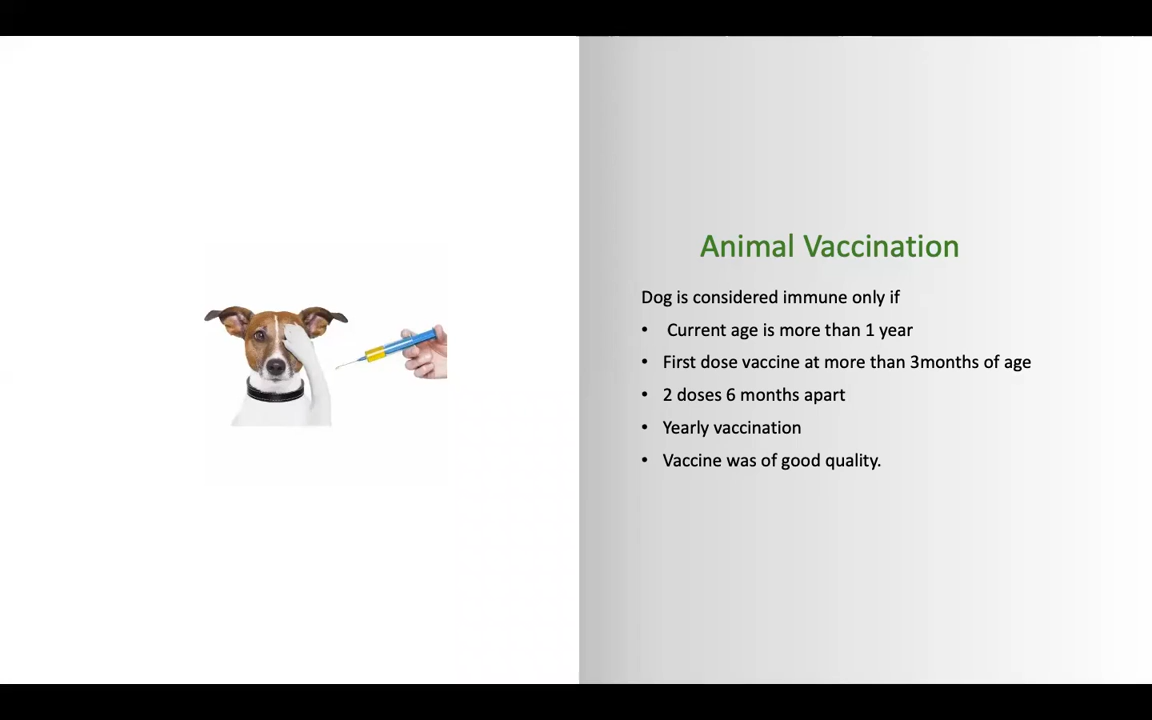 Animal Vaccination
Dog is considered immune only if
• Current age is more than 1 year
• First dose vaccine at more than 3months of age
• 2 doses 6 months apart
• Yearly vaccination
• Vaccine was of good quality.